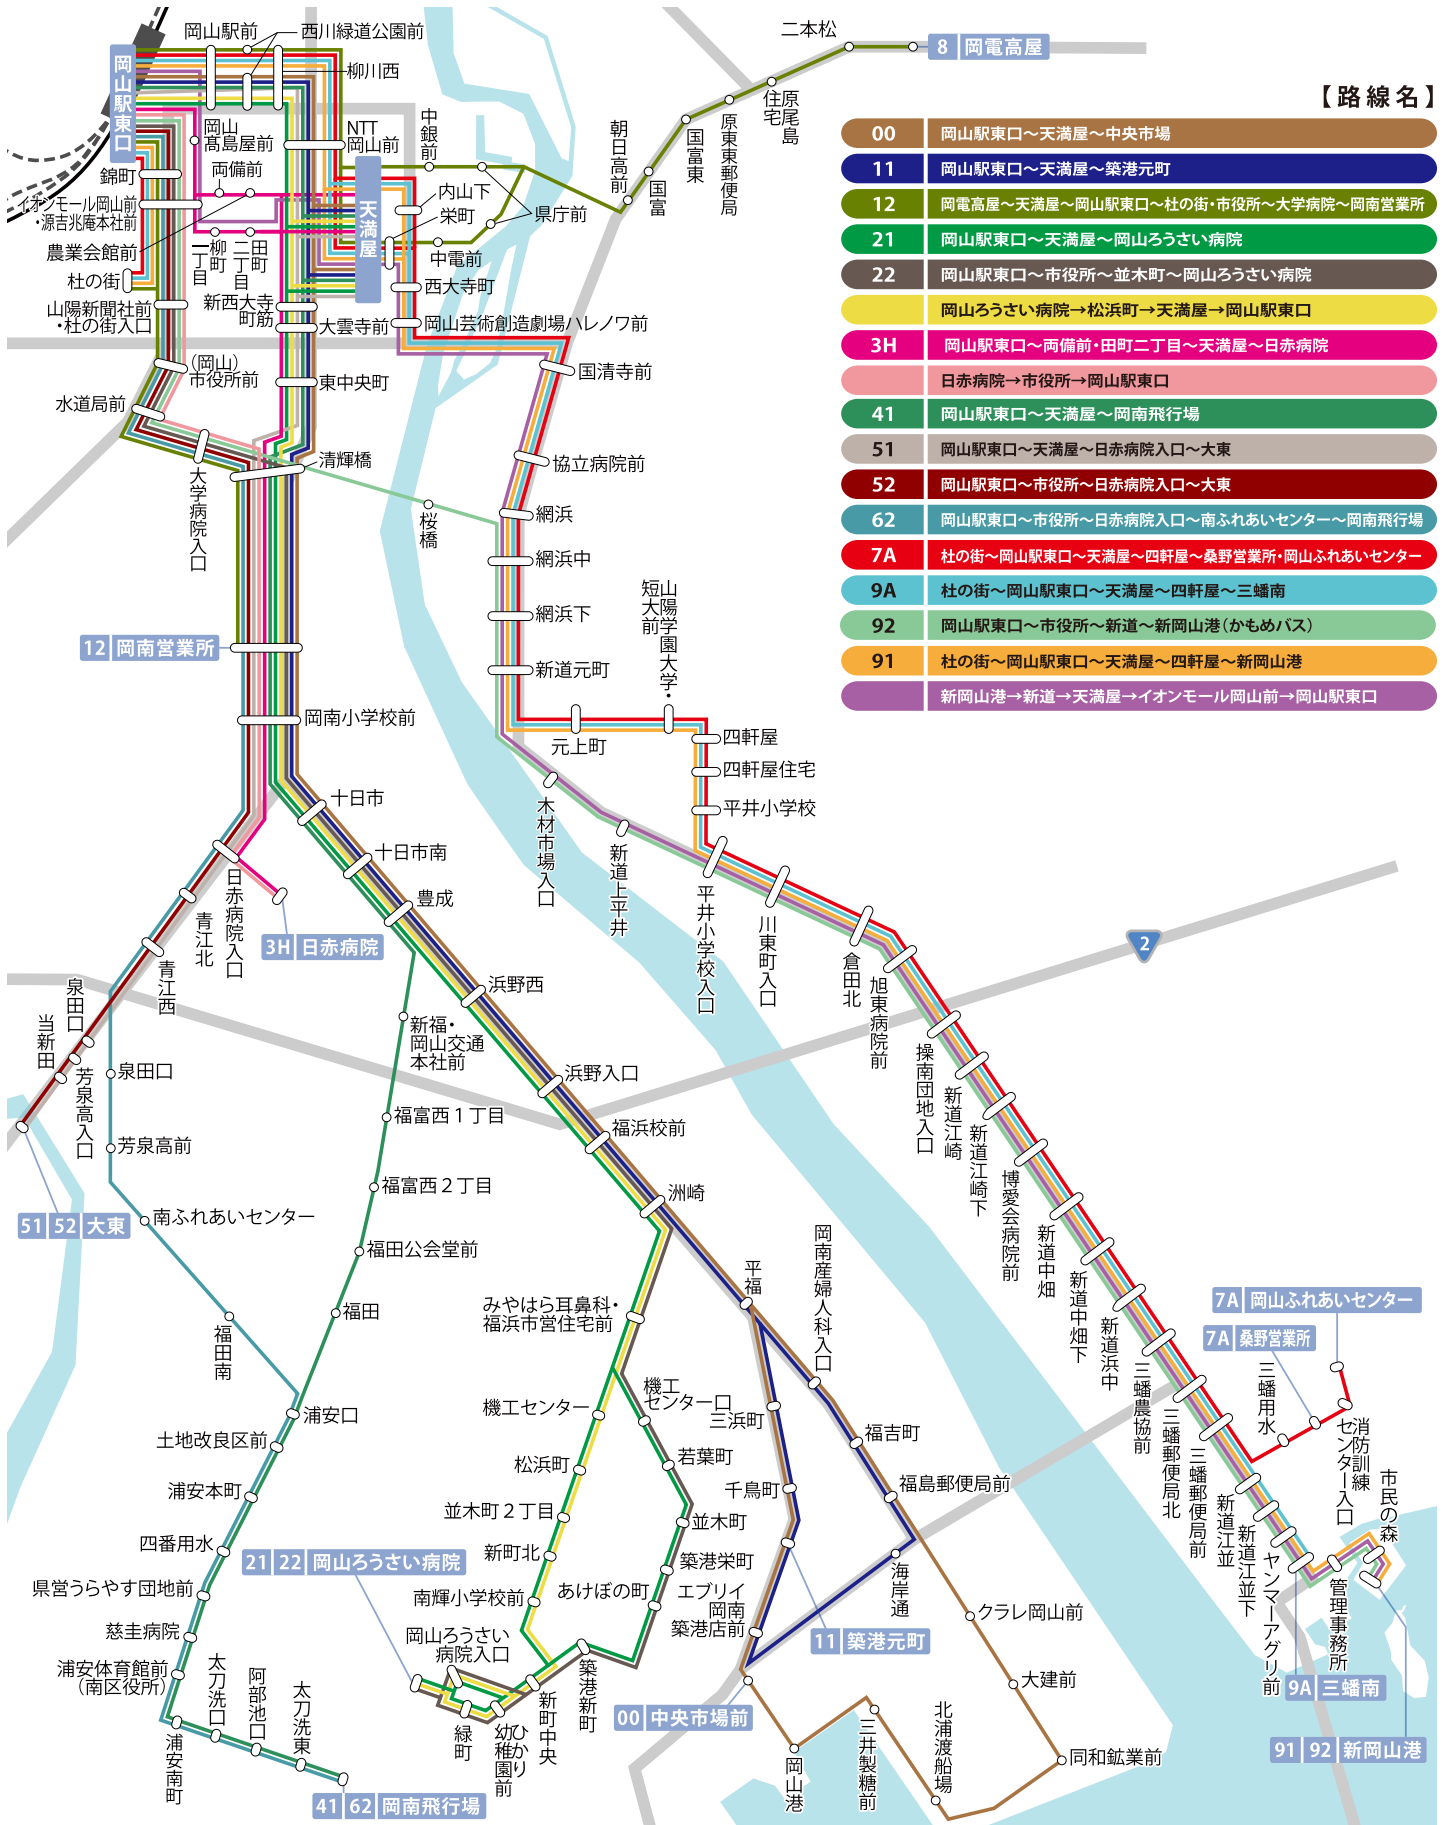 岡山駅前
西川緑道公園前
柳川西
岡山駅東口
岡山
髙島屋前
両備前
NTT
岡山前
中銀前
天満屋
内山下
栄町
県庁前
中電前
西大寺町
岡山芸術創造劇場ハレノワ前
錦町
イオンモール岡山前
・源吉兆庵本社前
農業会館前
杜の街
山陽新聞社前
・杜の街入口
柳町
一丁目
田町
二丁目
新西大寺
町筋
大雲寺前
東中央町
(岡山)
市役所前
水道局前
大学病院入口
清輝橋
桜橋
二本松
8 岡電高屋
原尾島
住宅
原東東郵便局
国富東
国富
朝日高前
国清寺前
協立病院前
網浜
網浜中
網浜下
新道元町
山陽学園大学・
短大前
元上町
四軒屋
四軒屋住宅
平井小学校
【路線名】
00 岡山駅東口～天満屋～中央市場
11 岡山駅東口～天満屋～築港元町
12 岡電高屋～天満屋～岡山駅東口～杜の街・市役所～大学病院～岡南営業所
21 岡山駅東口～天満屋～岡山ろうさい病院
22 岡山駅東口～市役所～並木町～岡山ろうさい病院
岡山ろうさい病院→松浜町→天満屋→岡山駅東口
3H 岡山駅東口～両備前・田町二丁目～天満屋～日赤病院
日赤病院→市役所→岡山駅東口
41 岡山駅東口～天満屋～岡南飛行場
51 岡山駅東口～天満屋～日赤病院入口～大東
52 岡山駅東口～市役所～日赤病院入口～大東
62 岡山駅東口～市役所～日赤病院入口～南ふれあいセンター～岡南飛行場
7A 杜の街～岡山駅東口～天満屋～四軒屋～桑野営業所・岡山ふれあいセンター
9A 杜の街～岡山駅東口～天満屋～四軒屋～三蟠南
92 岡山駅東口～市役所～新道～新岡山港(かもめバス)
91 杜の街～岡山駅東口～天満屋～四軒屋～新岡山港
新岡山港→新道→天満屋→イオンモール岡山前→岡山駅東口
12 岡南営業所
岡南小学校前
十日市
十日市南
豊成
日赤病院入口
3H 日赤病院
青江北
青江西
泉田口
当新田
芳泉高入口
51 52 大東
泉田口
芳泉高前
南ふれあいセンター
福田南
浜野西
新福・
岡山交通
本社前
福富西1丁目
福富西2丁目
福田公会堂前
福田
浜野入口
福浜校前
洲崎
木材市場入口
新道上平井
平井小学校入口
川東町入口
倉田北
旭東病院前
2
操南団地入口
新道江崎
新道江崎下
博愛会病院前
新道中畑
新道中畑下
新道浜中
三蟠農協前
三蟠郵便局北
三蟠郵便局前
新道江並
新道江並下
ヤンマーアグリ前
7A 岡山ふれあいセンター
7A 桑野営業所
三蟠用水
消防訓練
センター入口
市民の森
管理事務所
9A 三蟠南
91 92 新岡山港
平福
岡南産婦人科入口
みやはら耳鼻科・
福浜市営住宅前
機工
センター口
機工センター
三浜町
福吉町
若葉町
松浜町
千鳥町
福島郵便局前
並木町2丁目
並木町
新町北
築港栄町
あけぼの町
エブリイ
岡南
築港店前
南輝小学校前
海岸通
11 築港元町
クラレ岡山前
大建前
同和鉱業前
北浦渡船場
三井製糖前
岡山港
00 中央市場前
浦安口
土地改良区前
浦安本町
四番用水
県営うらやす団地前
慈圭病院
浦安体育館前
(南区役所)
21 22 岡山ろうさい病院
岡山ろうさい
病院入口
緑町
ひかり
幼稚園前
新町中央
築港新町
太刀洗口
阿部池口
太刀洗東
浦安南町
41 62 岡南飛行場